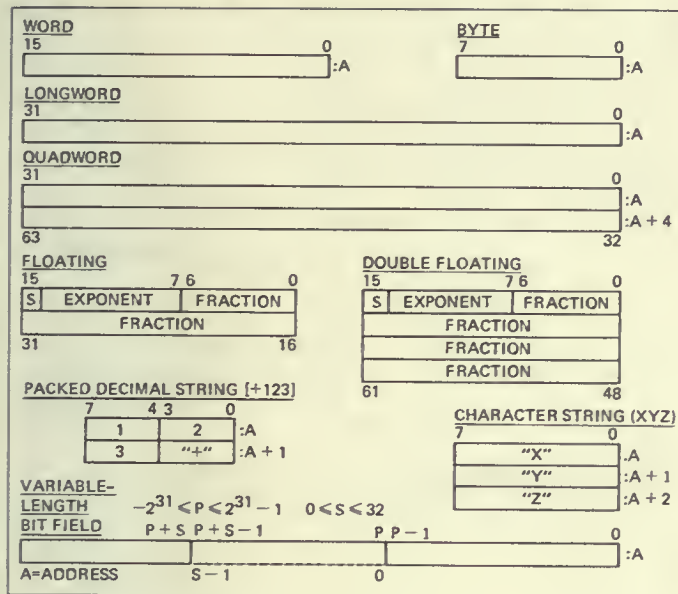 WORD
15 0
:A
BYTE
7 0
:A
LONGWORD
31 0
:A
QUADWORD
31 0
:A
:A + 4
63 32
FLOATING
15 7 6 0
S EXPONENT FRACTION
FRACTION
31 16
DOUBLE FLOATING
15 7 6 0
S EXPONENT FRACTION
FRACTION
FRACTION
FRACTION
61 48
PACKED DECIMAL STRING [+123]
7 4 3 0
1 2 :A
3 "+" :A + 1
CHARACTER STRING (XYZ)
7 0
"X" :A
"Y" :A + 1
"Z" :A + 2
VARIABLE-
LENGTH −2³¹ ≤ P ≤ 2³¹ − 1 0 ≤ S ≤ 32
BIT FIELD P + S P + S − 1 P P − 1 0
:A
A=ADDRESS S − 1 0